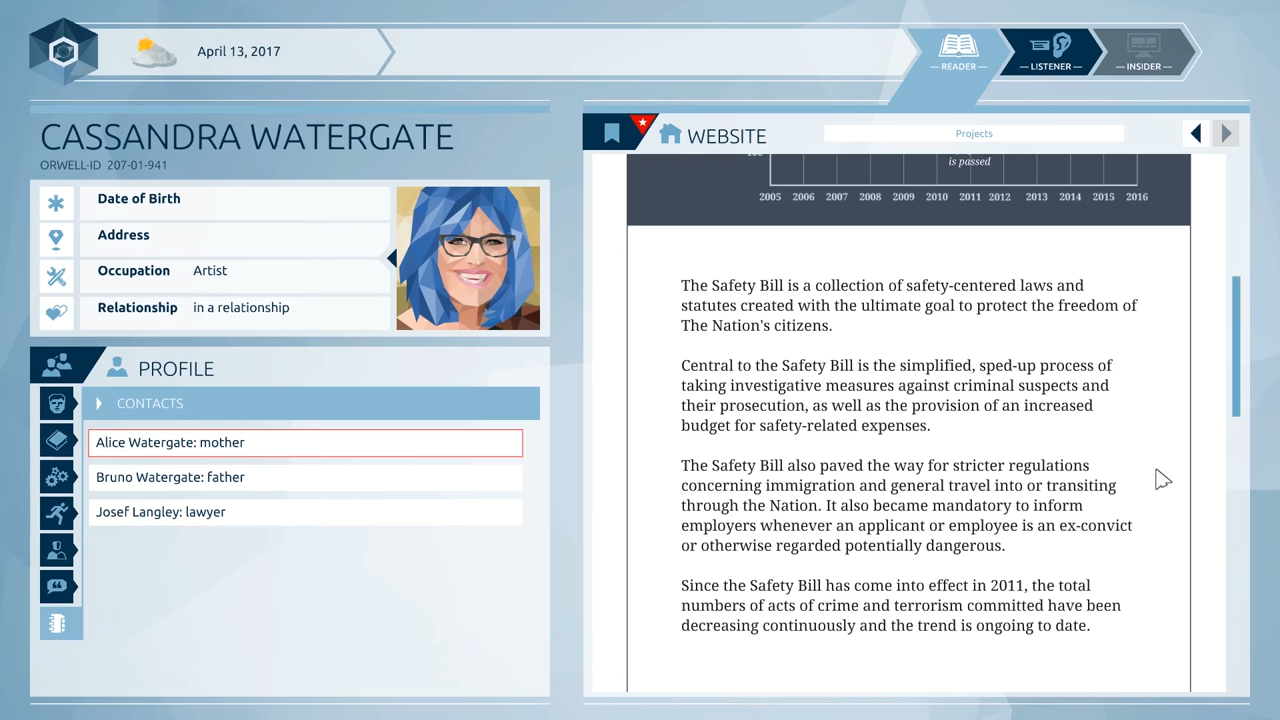 April 13, 2017
— READER —
— LISTENER —
— INSIDER —
CASSANDRA WATERGATE
ORWELL-ID 207-01-941
Date of Birth
Address
Occupation Artist
Relationship in a relationship
PROFILE
CONTACTS
Alice Watergate: mother
Bruno Watergate: father
Josef Langley: lawyer
WEBSITE
Projects
is passed
2005 2006 2007 2008 2009 2010 2011 2012 2013 2014 2015 2016
The Safety Bill is a collection of safety-centered laws and
statutes created with the ultimate goal to protect the freedom of
The Nation's citizens.
Central to the Safety Bill is the simplified, sped-up process of
taking investigative measures against criminal suspects and
their prosecution, as well as the provision of an increased
budget for safety-related expenses.
The Safety Bill also paved the way for stricter regulations
concerning immigration and general travel into or transiting
through the Nation. It also became mandatory to inform
employers whenever an applicant or employee is an ex-convict
or otherwise regarded potentially dangerous.
Since the Safety Bill has come into effect in 2011, the total
numbers of acts of crime and terrorism committed have been
decreasing continuously and the trend is ongoing to date.